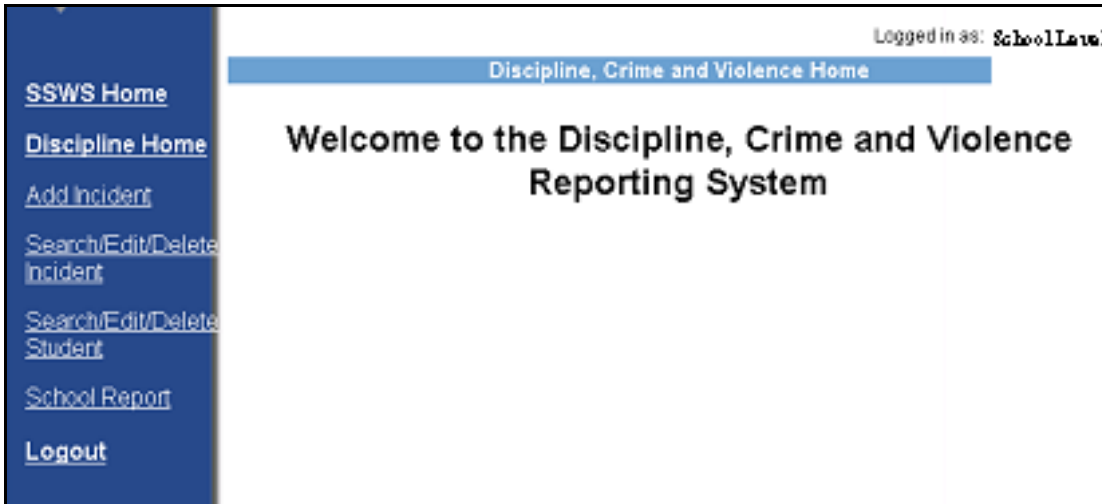 Logged in as: SchoolLevel
Discipline, Crime and Violence Home
Welcome to the Discipline, Crime and Violence
Reporting System
SSWS Home
Discipline Home
Add Incident
Search/Edit/Delete
Incident
Search/Edit/Delete
Student
School Report
Logout